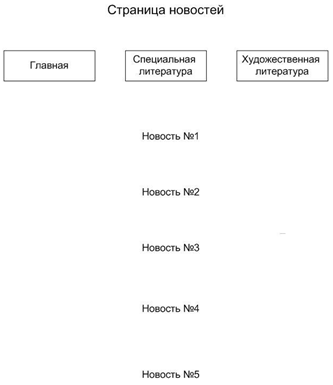 Страница новостей
Главная
Специальная
литература
Художественная
литература
Новость №1
Новость №2
Новость №3
Новость №4
Новость №5